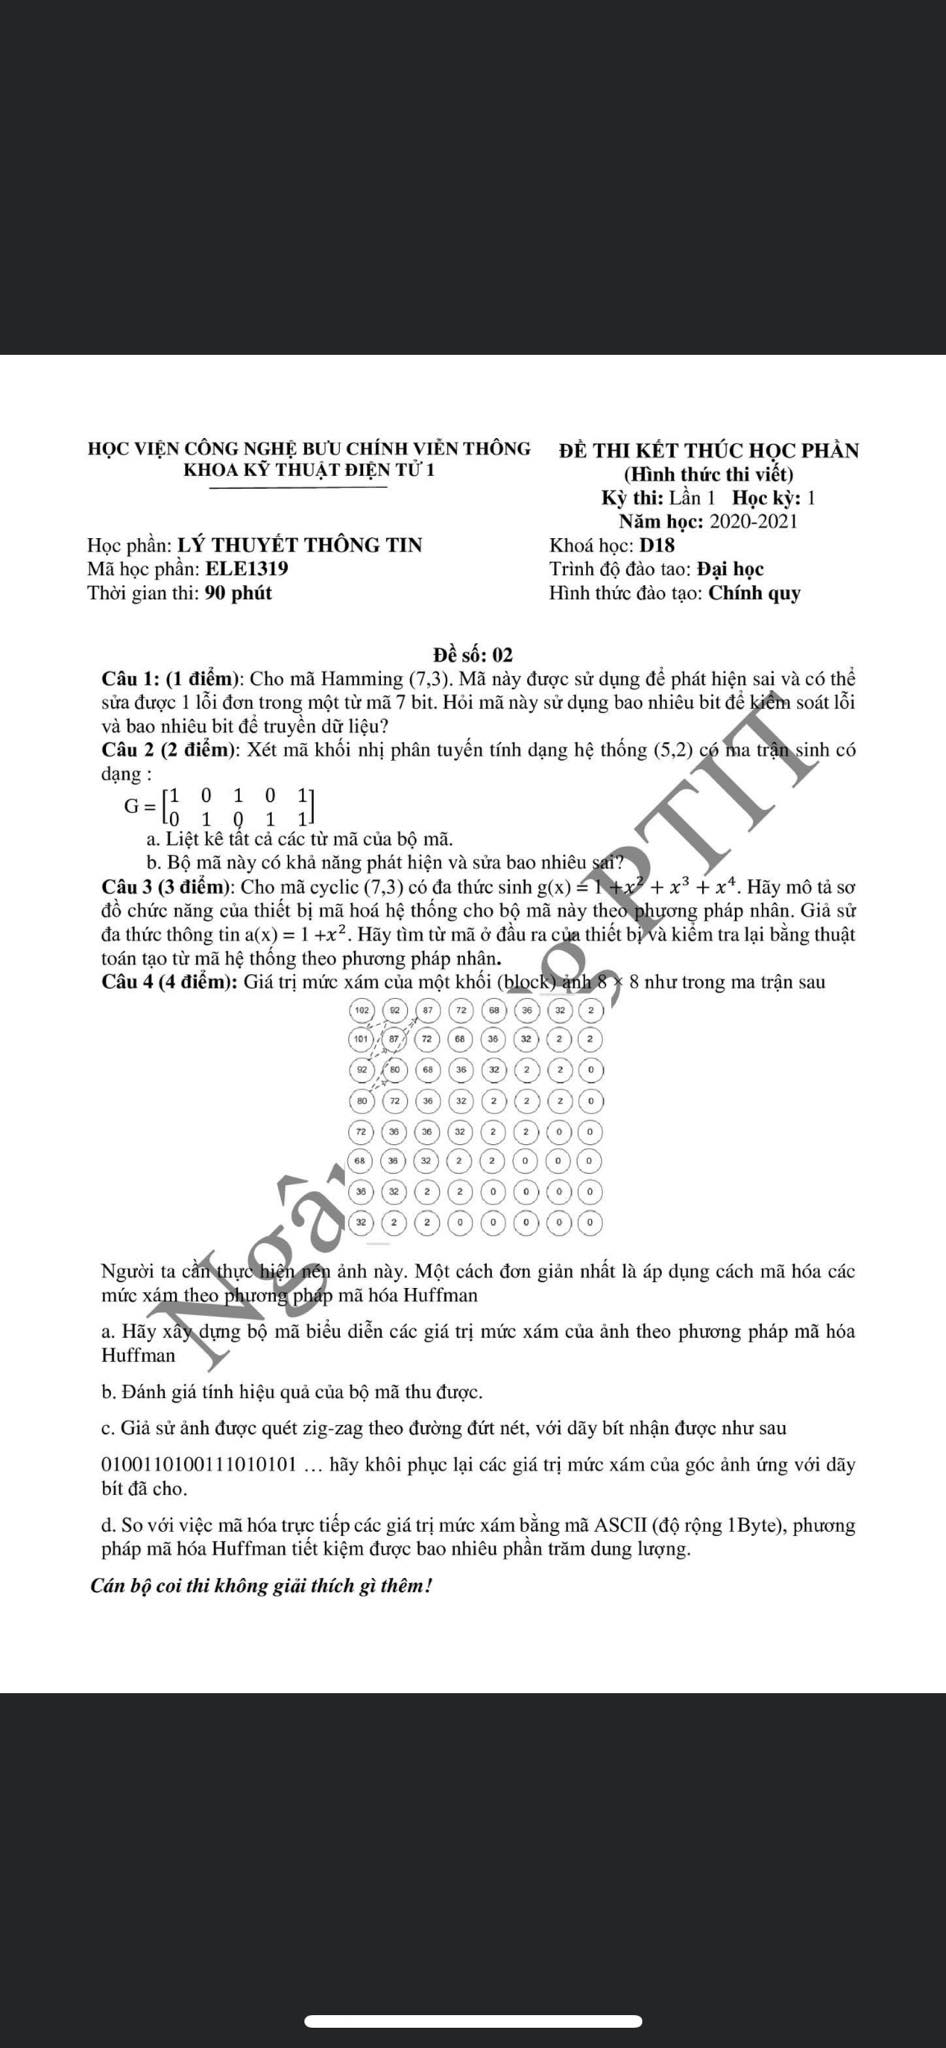 HỌC VIỆN CÔNG NGHỆ BƯU CHÍNH VIỄN THÔNG
KHOA KỸ THUẬT ĐIỆN TỬ 1
ĐỀ THI KẾT THÚC HỌC PHẦN
(Hình thức thi viết)
Kỳ thi: Lần 1 Học kỳ: 1
Năm học: 2020-2021
Học phần: LÝ THUYẾT THÔNG TIN
Mã học phần: ELE1319
Thời gian thi: 90 phút
Khoá học: D18
Trình độ đào tao: Đại học
Hình thức đào tạo: Chính quy
Đề số: 02
Câu 1: (1 điểm): Cho mã Hamming (7,3). Mã này được sử dụng để phát hiện sai và có thể
sửa được 1 lỗi đơn trong một từ mã 7 bit. Hỏi mã này sử dụng bao nhiêu bit để kiểm soát lỗi
và bao nhiêu bit để truyền dữ liệu?
Câu 2 (2 điểm): Xét mã khối nhị phân tuyến tính dạng hệ thống (5,2) có ma trận sinh có
dạng :
G = [1 0 1 0 1
0 1 0 1 1]
a. Liệt kê tất cả các từ mã của bộ mã.
b. Bộ mã này có khả năng phát hiện và sửa bao nhiêu sai?
Câu 3 (3 điểm): Cho mã cyclic (7,3) có đa thức sinh g(x) = 1 + x² + x³ + x⁴. Hãy mô tả sơ
đồ chức năng của thiết bị mã hoá hệ thống cho bộ mã này theo phương pháp nhân. Giả sử
đa thức thông tin a(x) = 1 +x². Hãy tìm từ mã ở đầu ra của thiết bị và kiểm tra lại bằng thuật
toán tạo từ mã hệ thống theo phương pháp nhân.
Câu 4 (4 điểm): Giá trị mức xám của một khối (block) ảnh 8 × 8 như trong ma trận sau
102 92 87 72 68 36 32 2
101 87 72 68 36 32 2 2
92 80 68 36 32 2 2 0
80 72 36 32 2 2 2 0
72 36 36 32 2 2 0 0
68 36 32 2 2 0 0 0
36 32 2 2 0 0 0 0
32 2 2 0 0 0 0 0
Người ta cần thực hiện nén ảnh này. Một cách đơn giản nhất là áp dụng cách mã hóa các
mức xám theo phương pháp mã hóa Huffman
a. Hãy xây dựng bộ mã biểu diễn các giá trị mức xám của ảnh theo phương pháp mã hóa
Huffman
b. Đánh giá tính hiệu quả của bộ mã thu được.
c. Giả sử ảnh được quét zig-zag theo đường đứt nét, với dãy bít nhận được như sau
0100110100111010101 … hãy khôi phục lại các giá trị mức xám của góc ảnh ứng với dãy
bít đã cho.
d. So với việc mã hóa trực tiếp các giá trị mức xám bằng mã ASCII (độ rộng 1Byte), phương
pháp mã hóa Huffman tiết kiệm được bao nhiêu phần trăm dung lượng.
Cán bộ coi thi không giải thích gì thêm!